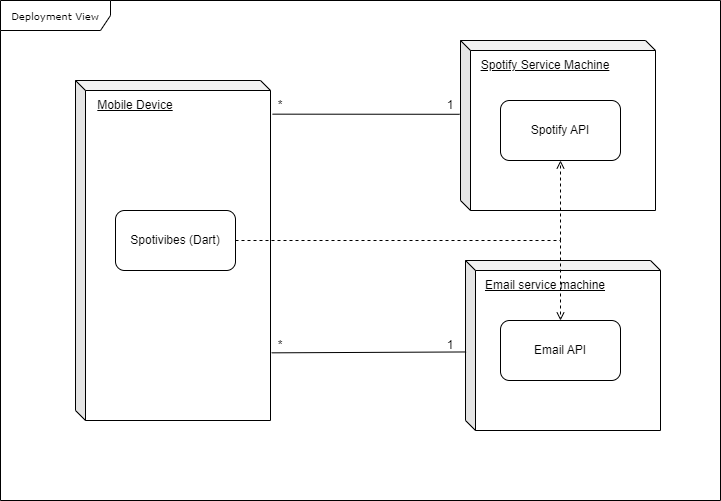 Deployment View
Spotify Service Machine
Mobile Device
*
1
Spotify API
Spotivibes (Dart)
Email service machine
*
1
Email API